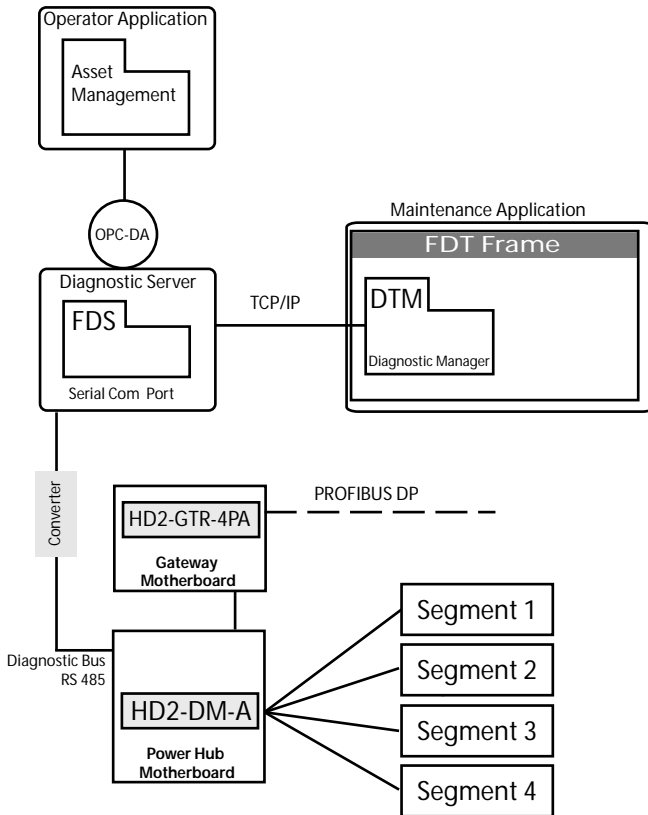 Operator Application
Asset
Management
OPC-DA
Maintenance Application
FDT Frame
DTM
Diagnostic Manager
TCP/IP
Diagnostic Server
FDS
Serial Com Port
Converter
PROFIBUS DP
HD2-GTR-4PA
Gateway
Motherboard
Diagnostic Bus
RS 485
HD2-DM-A
Power Hub
Motherboard
Segment 1
Segment 2
Segment 3
Segment 4